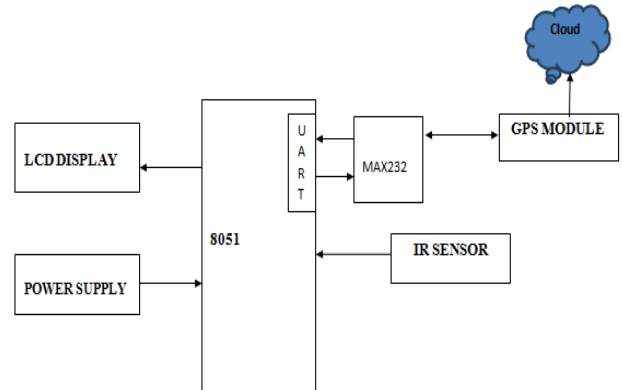 Cloud
GPS MODULE
U
A
R
T
MAX232
LCD DISPLAY
8051
IR SENSOR
POWER SUPPLY